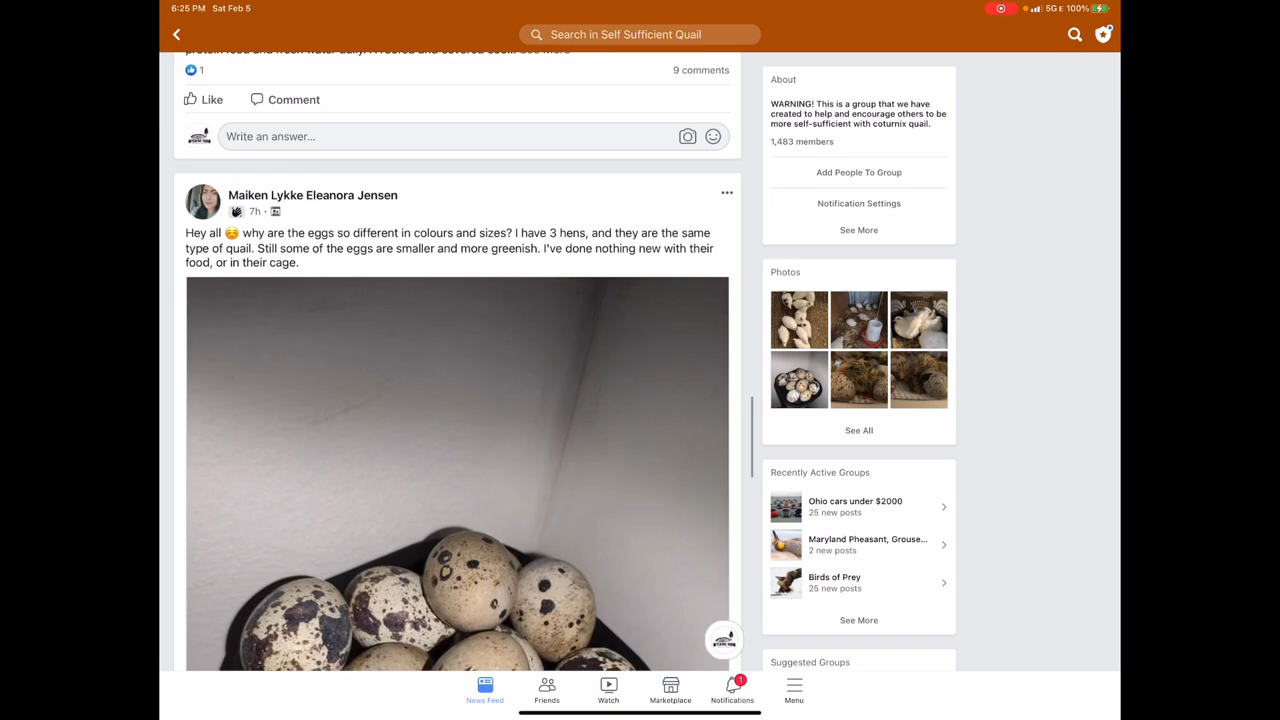 6:25 PM Sat Feb 5
5G E 100%
Search in Self Sufficient Quail
1
9 comments
Like
Comment
Write an answer...
Maiken Lykke Eleanora Jensen
7h ·
Hey all ☺️ why are the eggs so different in colours and sizes? I have 3 hens, and they are the same
type of quail. Still some of the eggs are smaller and more greenish. I've done nothing new with their
food, or in their cage.
About
WARNING! This is a group that we have
created to help and encourage others to be
more self-sufficient with coturnix quail.
1,483 members
Add People To Group
Notification Settings
See More
Photos
See All
Recently Active Groups
Ohio cars under $2000
25 new posts
Maryland Pheasant, Grouse...
2 new posts
Birds of Prey
25 new posts
See More
Suggested Groups
News Feed
Friends
Watch
Marketplace
1
Notifications
Menu